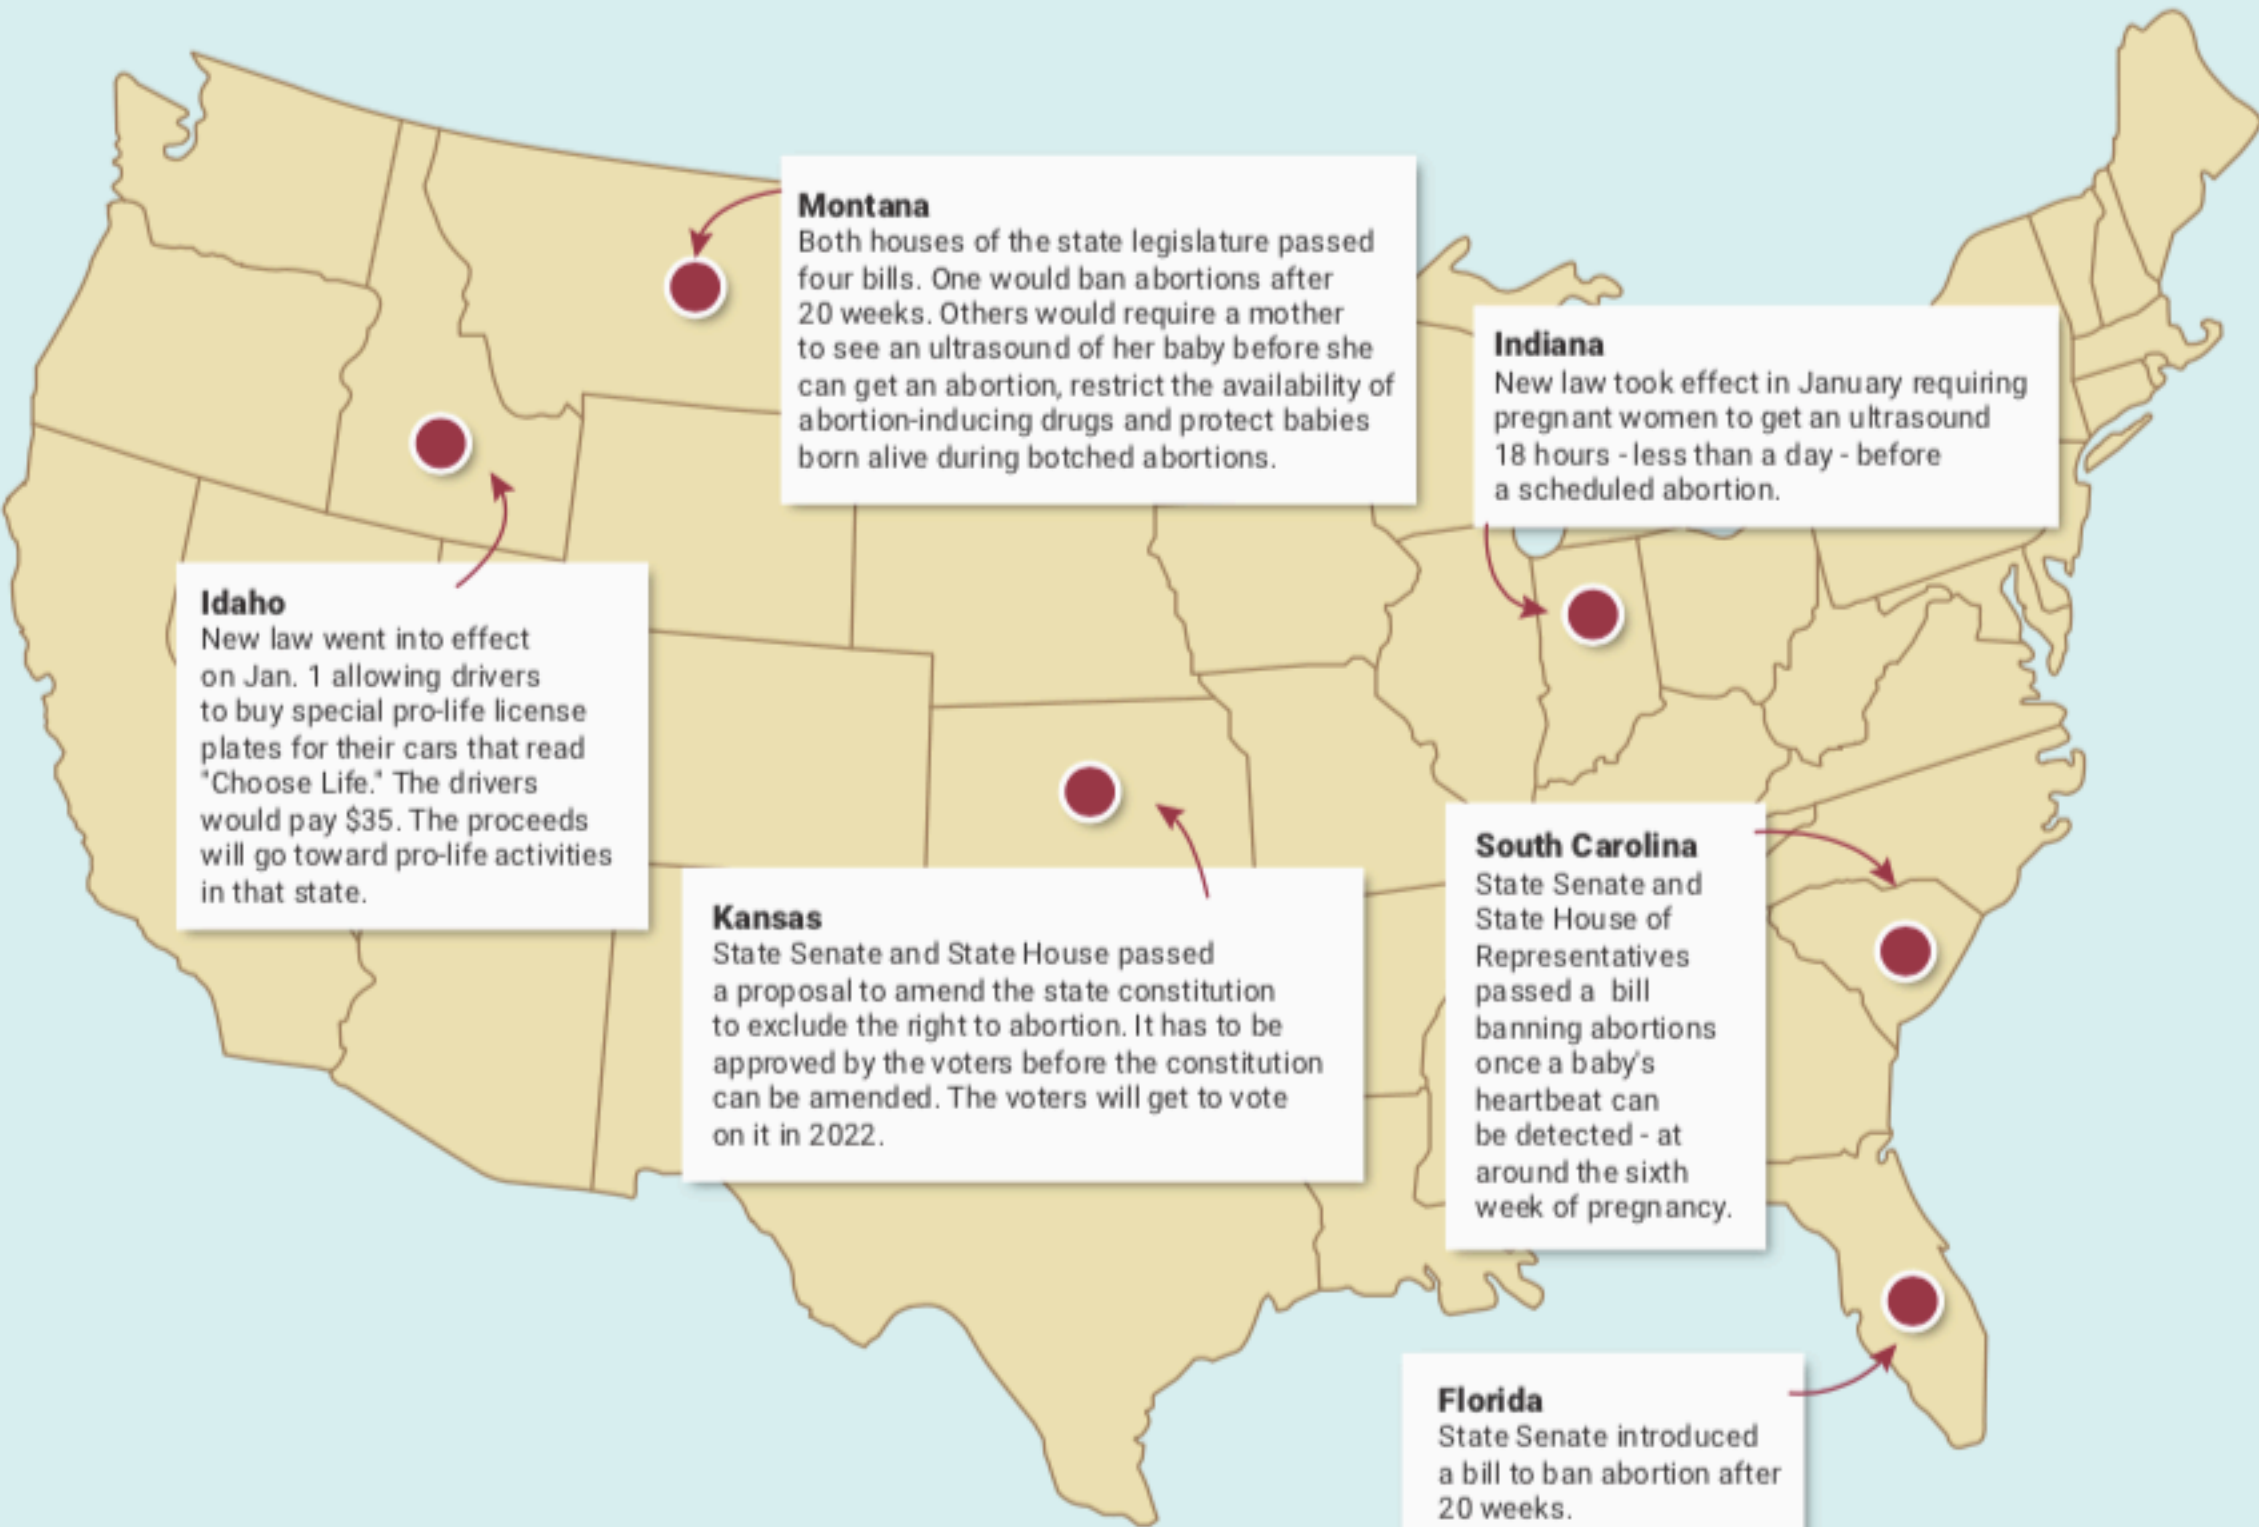 Montana
Both houses of the state legislature passed
four bills. One would ban abortions after
20 weeks. Others would require a mother
to see an ultrasound of her baby before she
can get an abortion, restrict the availability of
abortion-inducing drugs and protect babies
born alive during botched abortions.
Indiana
New law took effect in January requiring
pregnant women to get an ultrasound
18 hours - less than a day - before
a scheduled abortion.
Idaho
New law went into effect
on Jan. 1 allowing drivers
to buy special pro-life license
plates for their cars that read
"Choose Life." The drivers
would pay $35. The proceeds
will go toward pro-life activities
in that state.
Kansas
State Senate and State House passed
a proposal to amend the state constitution
to exclude the right to abortion. It has to be
approved by the voters before the constitution
can be amended. The voters will get to vote
on it in 2022.
South Carolina
State Senate and
State House of
Representatives
passed a bill
banning abortions
once a baby's
heartbeat can
be detected - at
around the sixth
week of pregnancy.
Florida
State Senate introduced
a bill to ban abortion after
20 weeks.